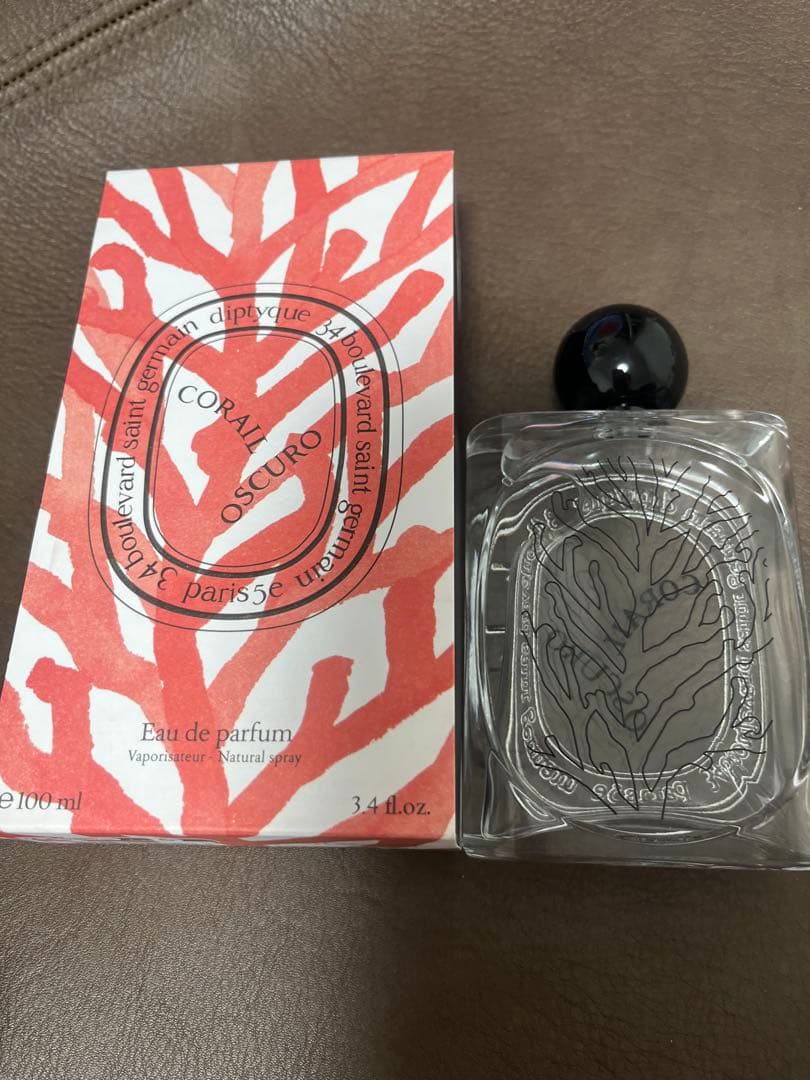 34 boulevard saint germain diptyque 34 boulevard saint germain paris 5e
CORAIL
OSCURO
Eau de parfum
Vaporisateur - Natural spray
e 100 ml
3.4 fl.oz.
CORAIL